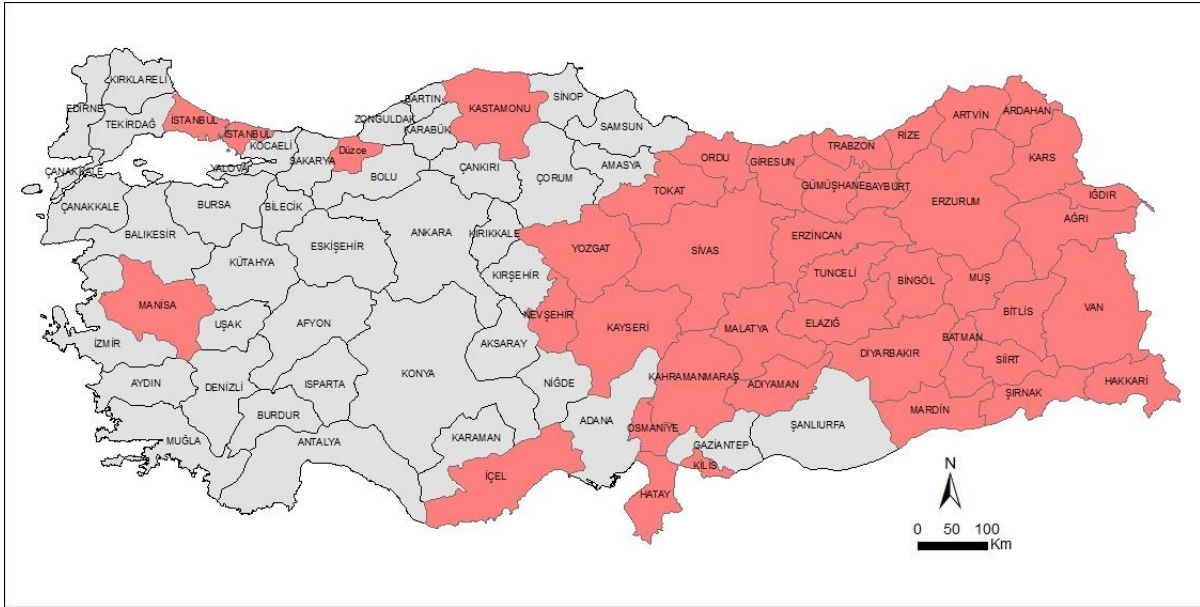 KIRKLARELİ
EDİRNE
TEKİRDAĞ
İSTANBUL
İSTANBUL
KOCAELİ
YALOVA
SAKARYA
Düzce
ZONGULDAK
BARTIN
KARABÜK
KASTAMONU
SİNOP
SAMSUN
BOLU
ÇANKIRI
ÇORUM
AMASYA
TOKAT
ORDU
GİRESUN
TRABZON
RİZE
ARTVİN
ARDAHAN
KARS
GÜMÜŞHANE
BAYBURT
ERZURUM
IĞDIR
AĞRI
ÇANAKKALE
ÇANAKKALE
BURSA
BİLECİK
BALIKESİR
ESKİŞEHİR
ANKARA
KIRIKKALE
YOZGAT
SİVAS
ERZİNCAN
KÜTAHYA
KIRŞEHİR
TUNCELİ
BİNGÖL
MUŞ
BİTLİS
VAN
MANİSA
UŞAK
AFYON
NEVŞEHİR
KAYSERİ
MALATYA
ELAZIĞ
BATMAN
DİYARBAKIR
SİİRT
İZMİR
AKSARAY
AYDIN
DENİZLİ
ISPARTA
KONYA
NİĞDE
KAHRAMANMARAŞ
ADIYAMAN
ŞIRNAK
HAKKARİ
MARDİN
BURDUR
ADANA
OSMANİYE
ŞANLIURFA
MUĞLA
ANTALYA
KARAMAN
GAZİANTEP
İÇEL
KİLİS
HATAY
N
0 50 100
Km